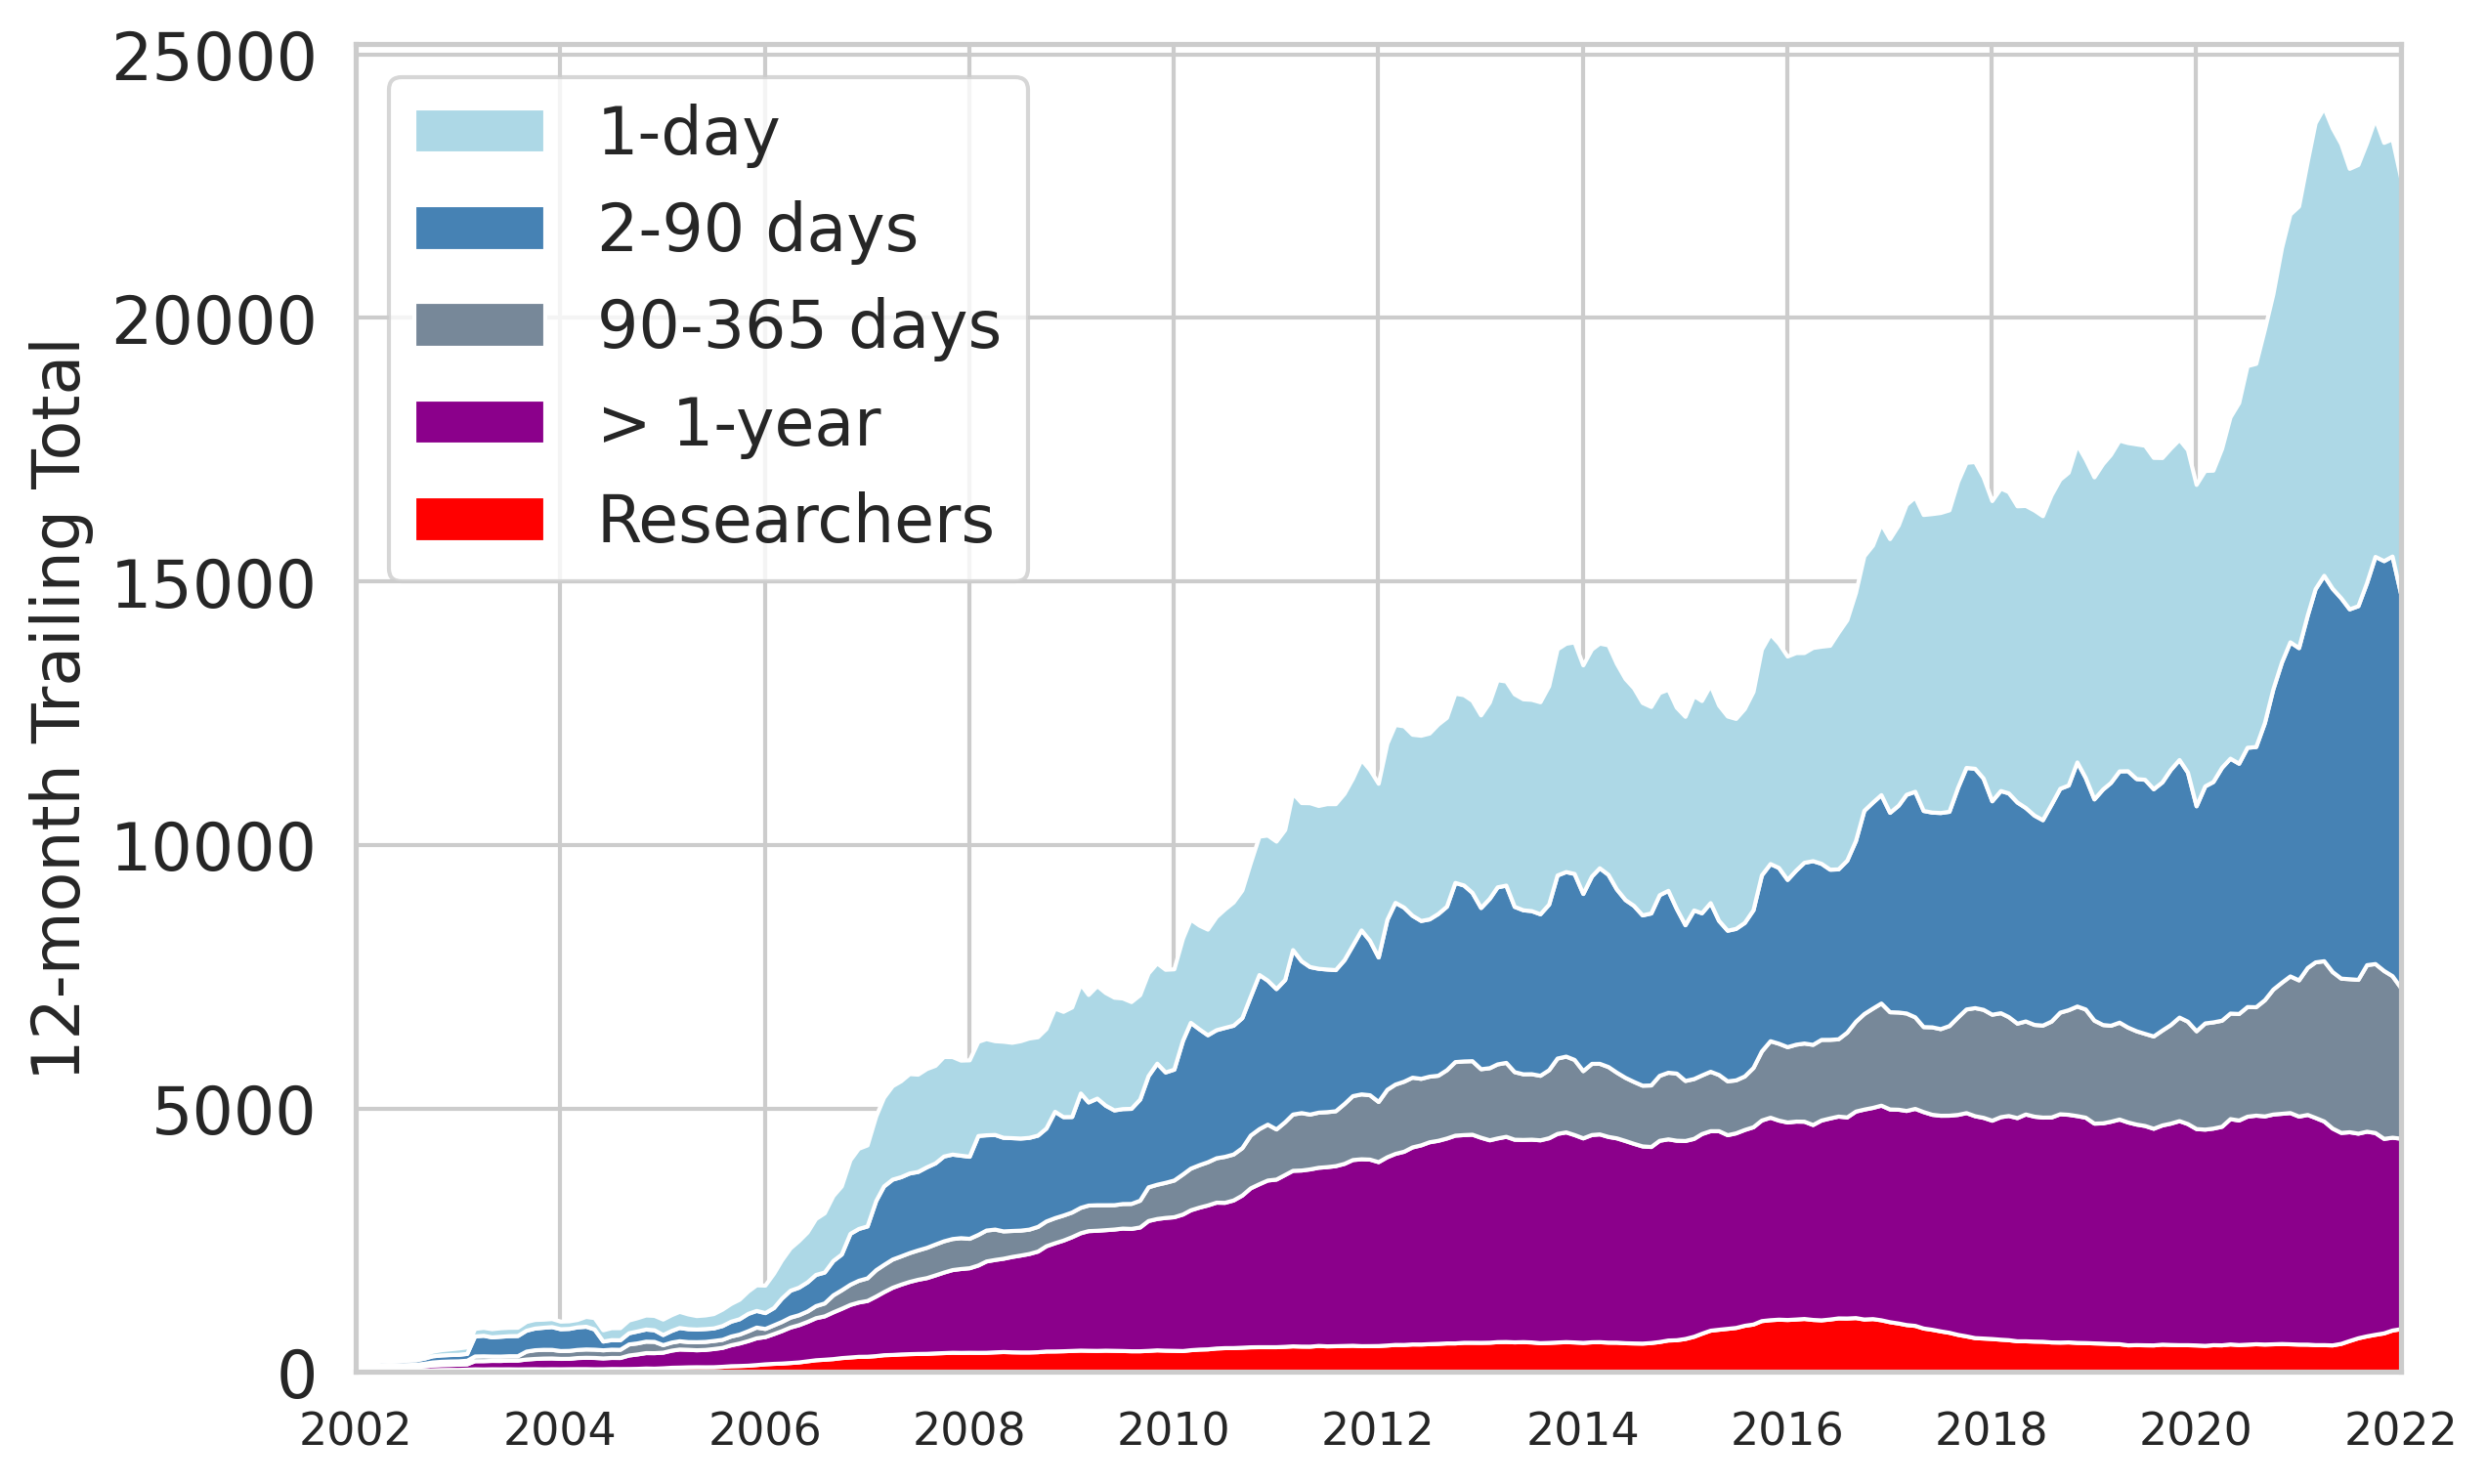 25000
20000
15000
10000
5000
0
12-month Trailing Total
1-day
2-90 days
90-365 days
> 1-year
Researchers
2002 2004 2006 2008 2010 2012 2014 2016 2018 2020 2022